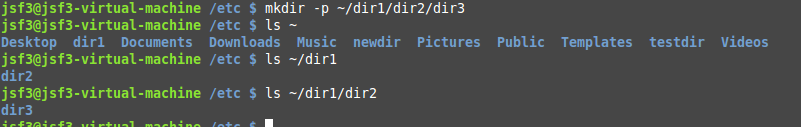 jsf3@jsf3-virtual-machine /etc $ mkdir -p ~/dir1/dir2/dir3
jsf3@jsf3-virtual-machine /etc $ ls ~
Desktop  dir1  Documents  Downloads  Music  newdir  Pictures  Public  Templates  testdir  Videos
jsf3@jsf3-virtual-machine /etc $ ls ~/dir1
dir2
jsf3@jsf3-virtual-machine /etc $ ls ~/dir1/dir2
dir3
jsf3@jsf3-virtual-machine /etc $